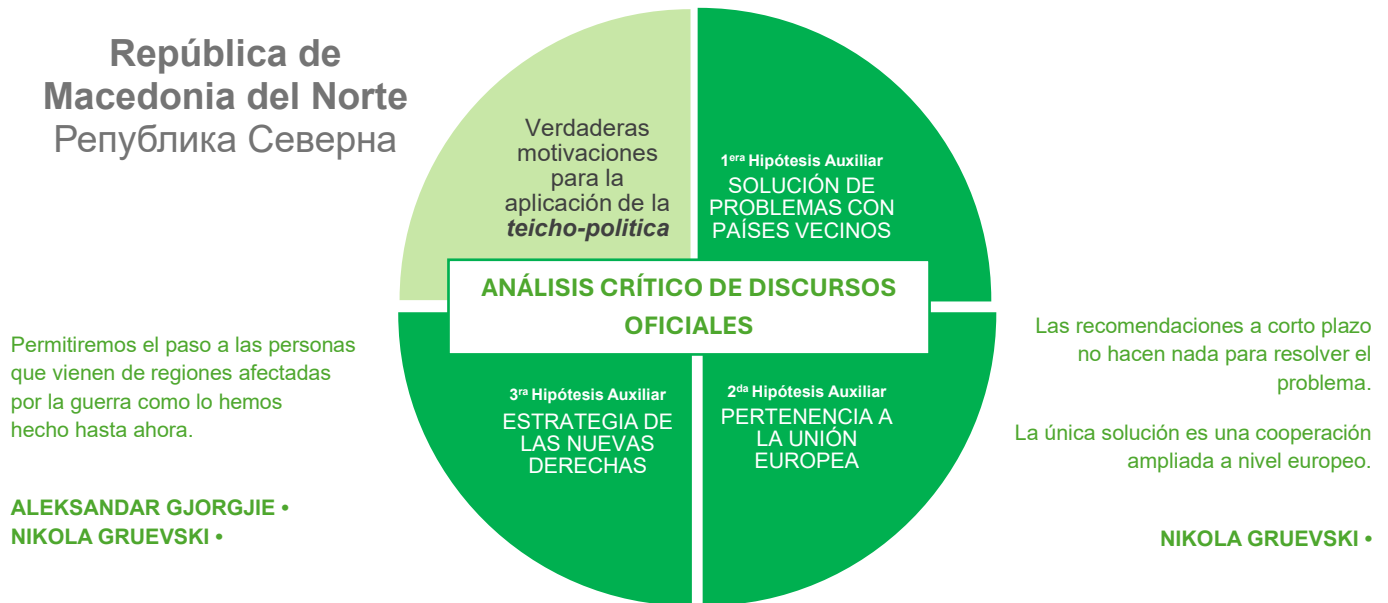 República de
Macedonia del Norte
Република Северна
Verdaderas
motivaciones
para la
aplicación de la
teicho-politica
1era Hipótesis Auxiliar
SOLUCIÓN DE
PROBLEMAS CON
PAÍSES VECINOS
ANÁLISIS CRÍTICO DE DISCURSOS
OFICIALES
Permitiremos el paso a las personas
que vienen de regiones afectadas
por la guerra como lo hemos
hecho hasta ahora.
ALEKSANDAR GJORGJIE •
NIKOLA GRUEVSKI •
3ra Hipótesis Auxiliar
ESTRATEGIA DE
LAS NUEVAS
DERECHAS
2da Hipótesis Auxiliar
PERTENENCIA A
LA UNIÓN
EUROPEA
Las recomendaciones a corto plazo
no hacen nada para resolver el
problema.
La única solución es una cooperación
ampliada a nivel europeo.
NIKOLA GRUEVSKI •